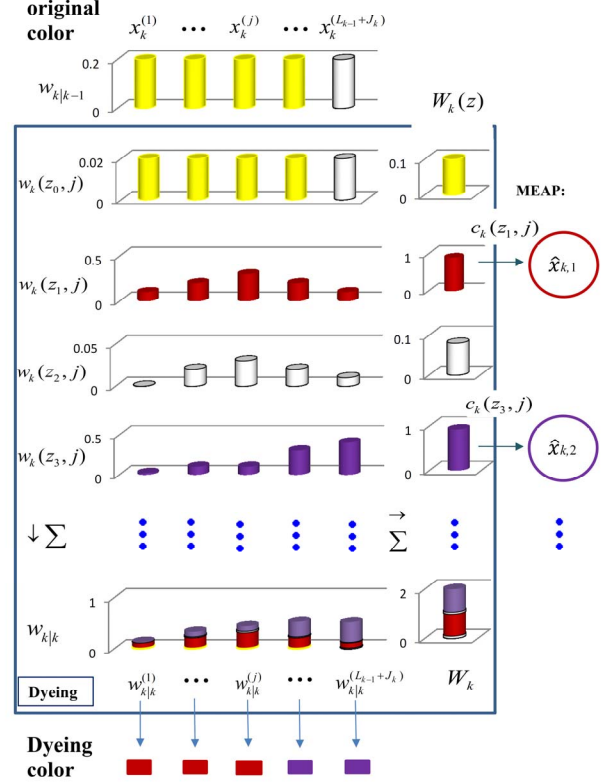 original
color
x_k^{(1)} ••• x_k^{(j)} ••• x_k^{(L_{k-1}+J_k)}
w_{k|k-1}
0.2
0
W_k(z)
w_k(z_0, j)
0.02
0
0.1
0
MEAP:
w_k(z_1, j)
0.5
0
c_k(z_1, j)
1
0
x̂_{k,1}
w_k(z_2, j)
0.05
0
0.1
0
w_k(z_3, j)
0.5
0
c_k(z_3, j)
1
0
x̂_{k,2}
↓Σ
→
Σ
w_{k|k}
1
0
2
0
Dyeing
w_{k|k}^{(1)} ••• w_{k|k}^{(j)} ••• w_{k|k}^{(L_{k-1}+J_k)}
W_k
Dyeing
color